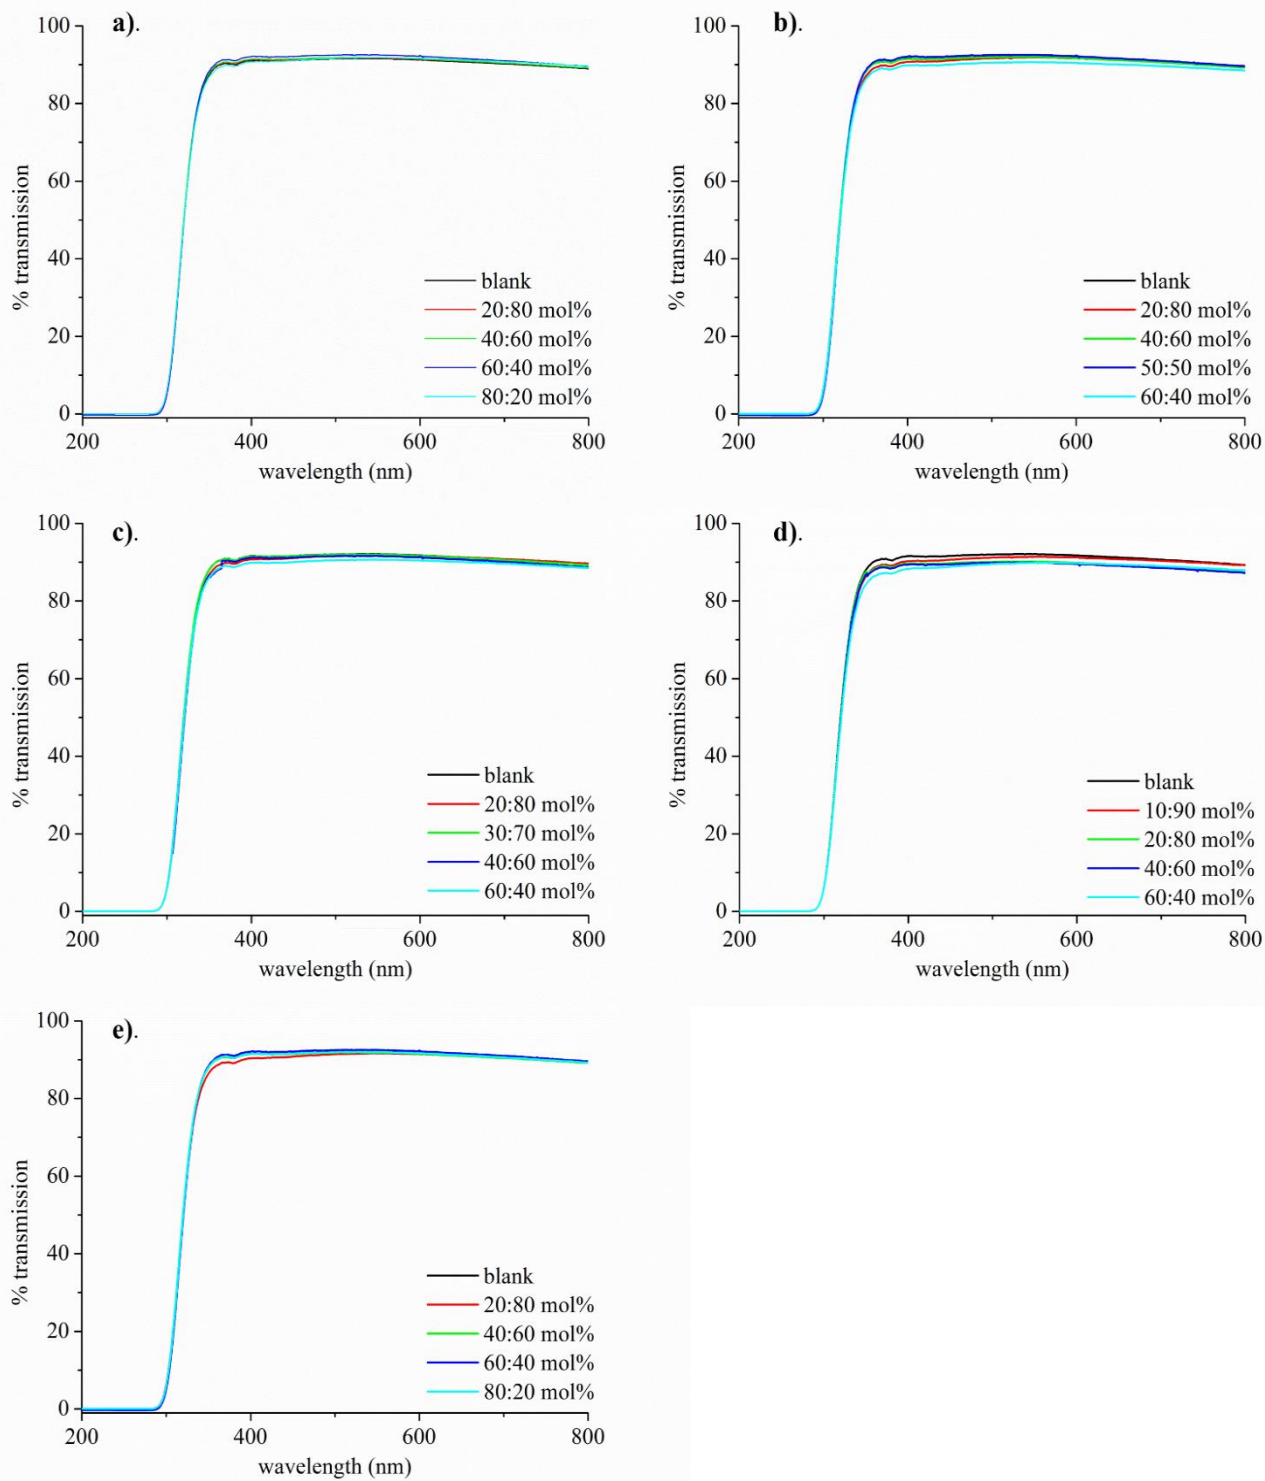 a).
100
80
60
40
20
0
% transmission
blank
20:80 mol%
40:60 mol%
60:40 mol%
80:20 mol%
200 400 600 800
wavelength (nm)
b).
100
80
60
40
20
0
% transmission
blank
20:80 mol%
40:60 mol%
50:50 mol%
60:40 mol%
200 400 600 800
wavelength (nm)
c).
100
80
60
40
20
0
% transmission
blank
20:80 mol%
30:70 mol%
40:60 mol%
60:40 mol%
200 400 600 800
wavelength (nm)
d).
100
80
60
40
20
0
% transmission
blank
10:90 mol%
20:80 mol%
40:60 mol%
60:40 mol%
200 400 600 800
wavelength (nm)
e).
100
80
60
40
20
0
% transmission
blank
20:80 mol%
40:60 mol%
60:40 mol%
80:20 mol%
200 400 600 800
wavelength (nm)